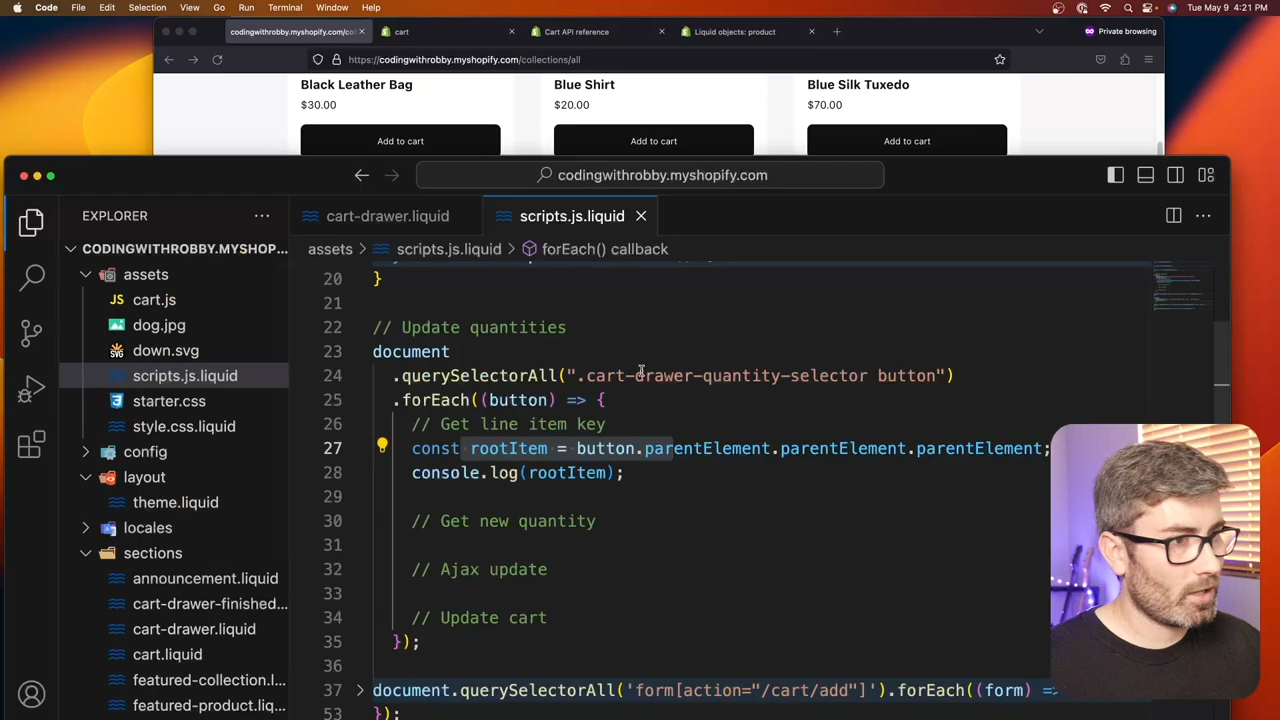 Code File Edit Selection View Go Run Terminal Window Help
Tue May 9 4:21 PM
codingwithrobby.myshopify.com/coll
cart
Cart API reference
Liquid objects: product
Private browsing
https://codingwithrobby.myshopify.com/collections/all
Black Leather Bag Blue Shirt Blue Silk Tuxedo
$30.00 $20.00 $70.00
Add to cart Add to cart Add to cart
codingwithrobby.myshopify.com
EXPLORER ...
cart-drawer.liquid scripts.js.liquid
CODINGWITHROBBY.MYSHOP...
assets > scripts.js.liquid > forEach() callback
assets
JS cart.js
dog.jpg
SVG down.svg
scripts.js.liquid
starter.css
style.css.liquid
config
layout
theme.liquid
locales
sections
announcement.liquid
cart-drawer-finished...
cart-drawer.liquid
cart.liquid
featured-collection.l...
featured-product.liq...
20 }
21
22 // Update quantities
23 document
24 .querySelectorAll(".cart-drawer-quantity-selector button")
25 .forEach((button) => {
26 // Get line item key
27 const rootItem = button.parentElement.parentElement.parentElement;
28 console.log(rootItem);
29
30 // Get new quantity
31
32 // Ajax update
33
34 // Update cart
35 });
36
37 document.querySelectorAll('form[action="/cart/add"]').forEach((form) =>
53 });